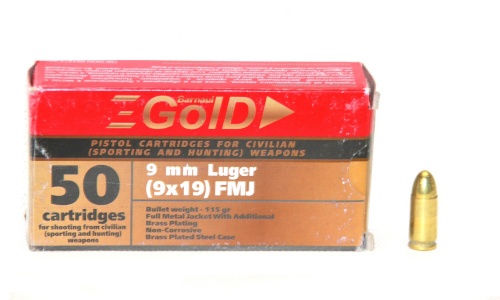 Barnaul
GOLD
PISTOL CARTRIDGES FOR CIVILIAN
(SPORTING AND HUNTING) WEAPONS
50
cartridges
for shooting from civilian
(sporting and hunting)
weapons
9 mm Luger
(9x19) FMJ
Bullet weight - 115 gr
Full Metal Jacket With Additional
Brass Plating
Non-Corrosive
Brass Plated Steel Case